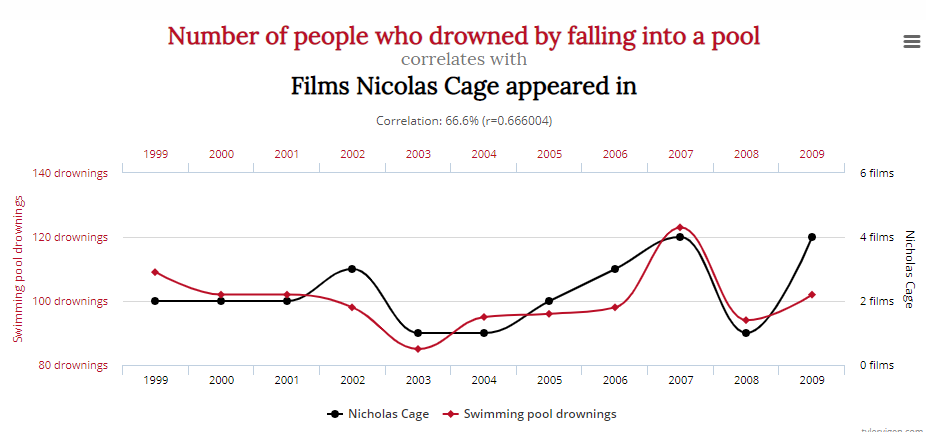 Number of people who drowned by falling into a pool
correlates with
Films Nicolas Cage appeared in
Correlation: 66.6% (r=0.666004)
1999 2000 2001 2002 2003 2004 2005 2006 2007 2008 2009
140 drownings 6 films
120 drownings 4 films
100 drownings 2 films
80 drownings 0 films
Swimming pool drownings
Nicholas Cage
1999 2000 2001 2002 2003 2004 2005 2006 2007 2008 2009
Nicholas Cage Swimming pool drownings